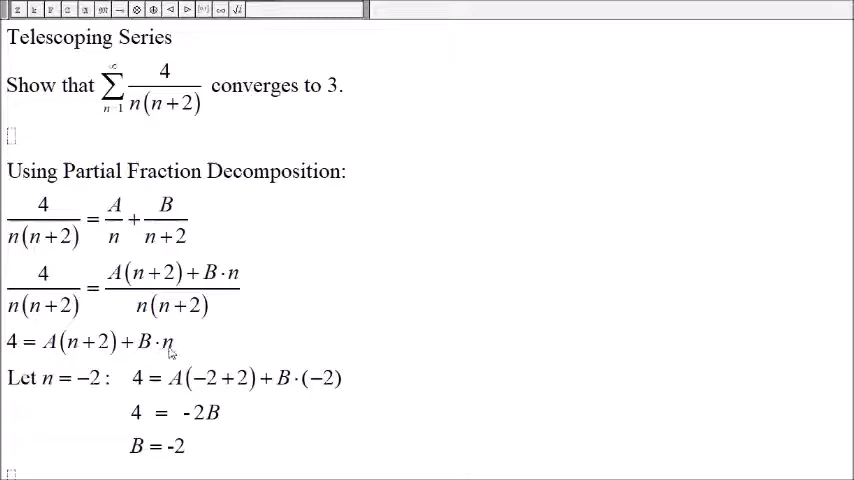 Telescoping Series
Show that ∑_{n=1}^{∞} 4/(n(n+2)) converges to 3.
Using Partial Fraction Decomposition:
4/(n(n+2)) = A/n + B/(n+2)
4/(n(n+2)) = (A(n+2)+B·n)/(n(n+2))
4 = A(n+2)+B·n
Let n = −2: 4 = A(−2+2)+B·(−2)
4 = -2B
B = -2